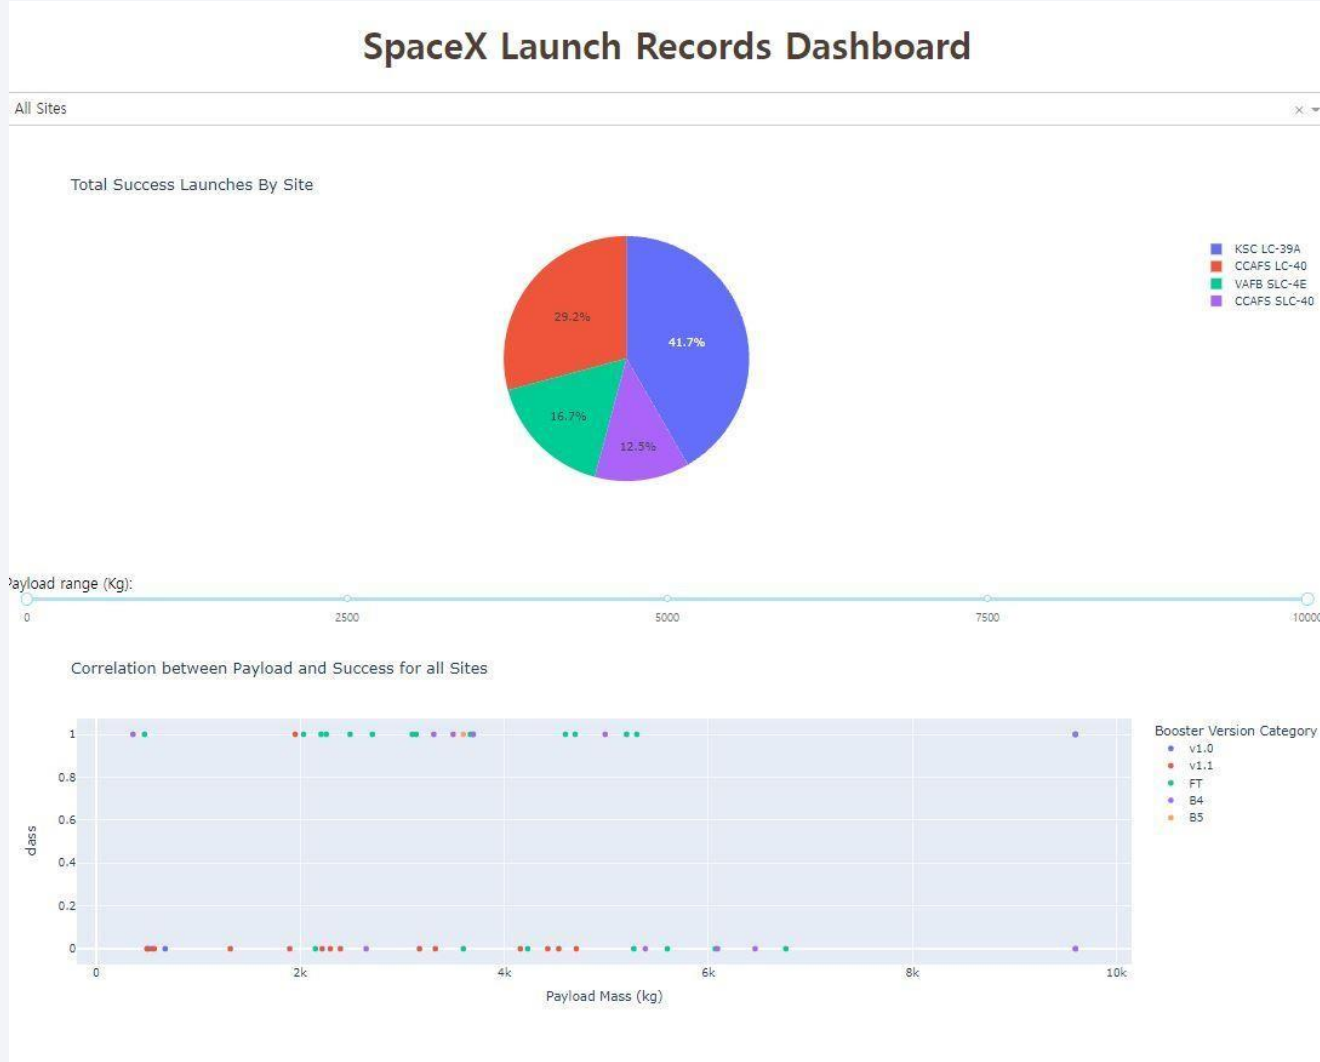 SpaceX Launch Records Dashboard
All Sites
×
Total Success Launches By Site
KSC LC-39A
CCAFS LC-40
VAFB SLC-4E
CCAFS SLC-40
29.2%
41.7%
16.7%
12.5%
Payload range (Kg):
0 2500 5000 7500 10000
Correlation between Payload and Success for all Sites
Booster Version Category
v1.0
v1.1
FT
B4
B5
class
1
0.8
0.6
0.4
0.2
0
0 2k 4k 6k 8k 10k
Payload Mass (kg)